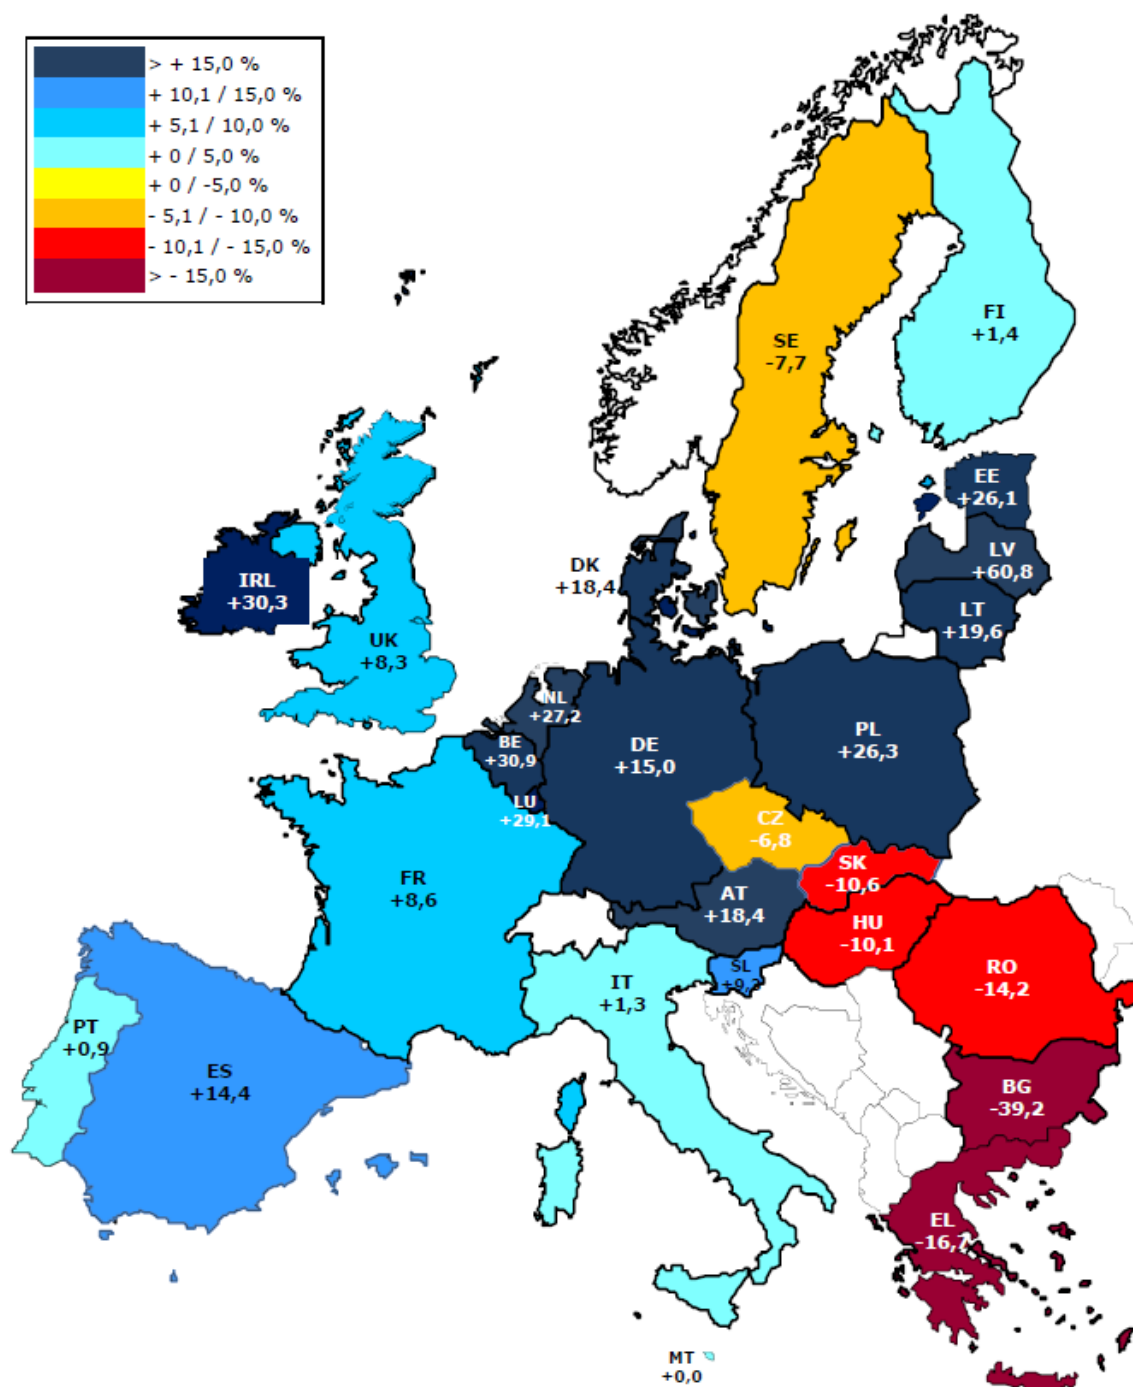 > + 15,0 %
+ 10,1 / 15,0 %
+ 5,1 / 10,0 %
+ 0 / 5,0 %
+ 0 / -5,0 %
- 5,1 / - 10,0 %
- 10,1 / - 15,0 %
> - 15,0 %
FI
+1,4
SE
-7,7
EE
+26,1
LV
+60,8
LT
+19,6
DK
+18,4
IRL
+30,3
UK
+8,3
NL
+27,2
BE
+30,9
LU
+29,1
DE
+15,0
PL
+26,3
CZ
-6,8
SK
-10,6
AT
+18,4
HU
-10,1
FR
+8,6
SL
+9,3
RO
-14,2
IT
+1,3
PT
+0,9
ES
+14,4
BG
-39,2
EL
-16,7
MT
+0,0